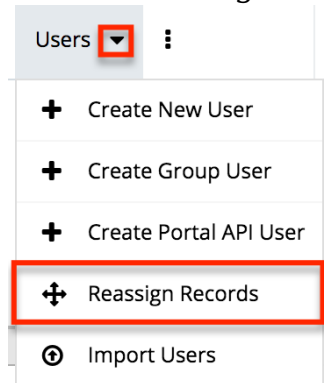 Users
Create New User
Create Group User
Create Portal API User
Reassign Records
Import Users